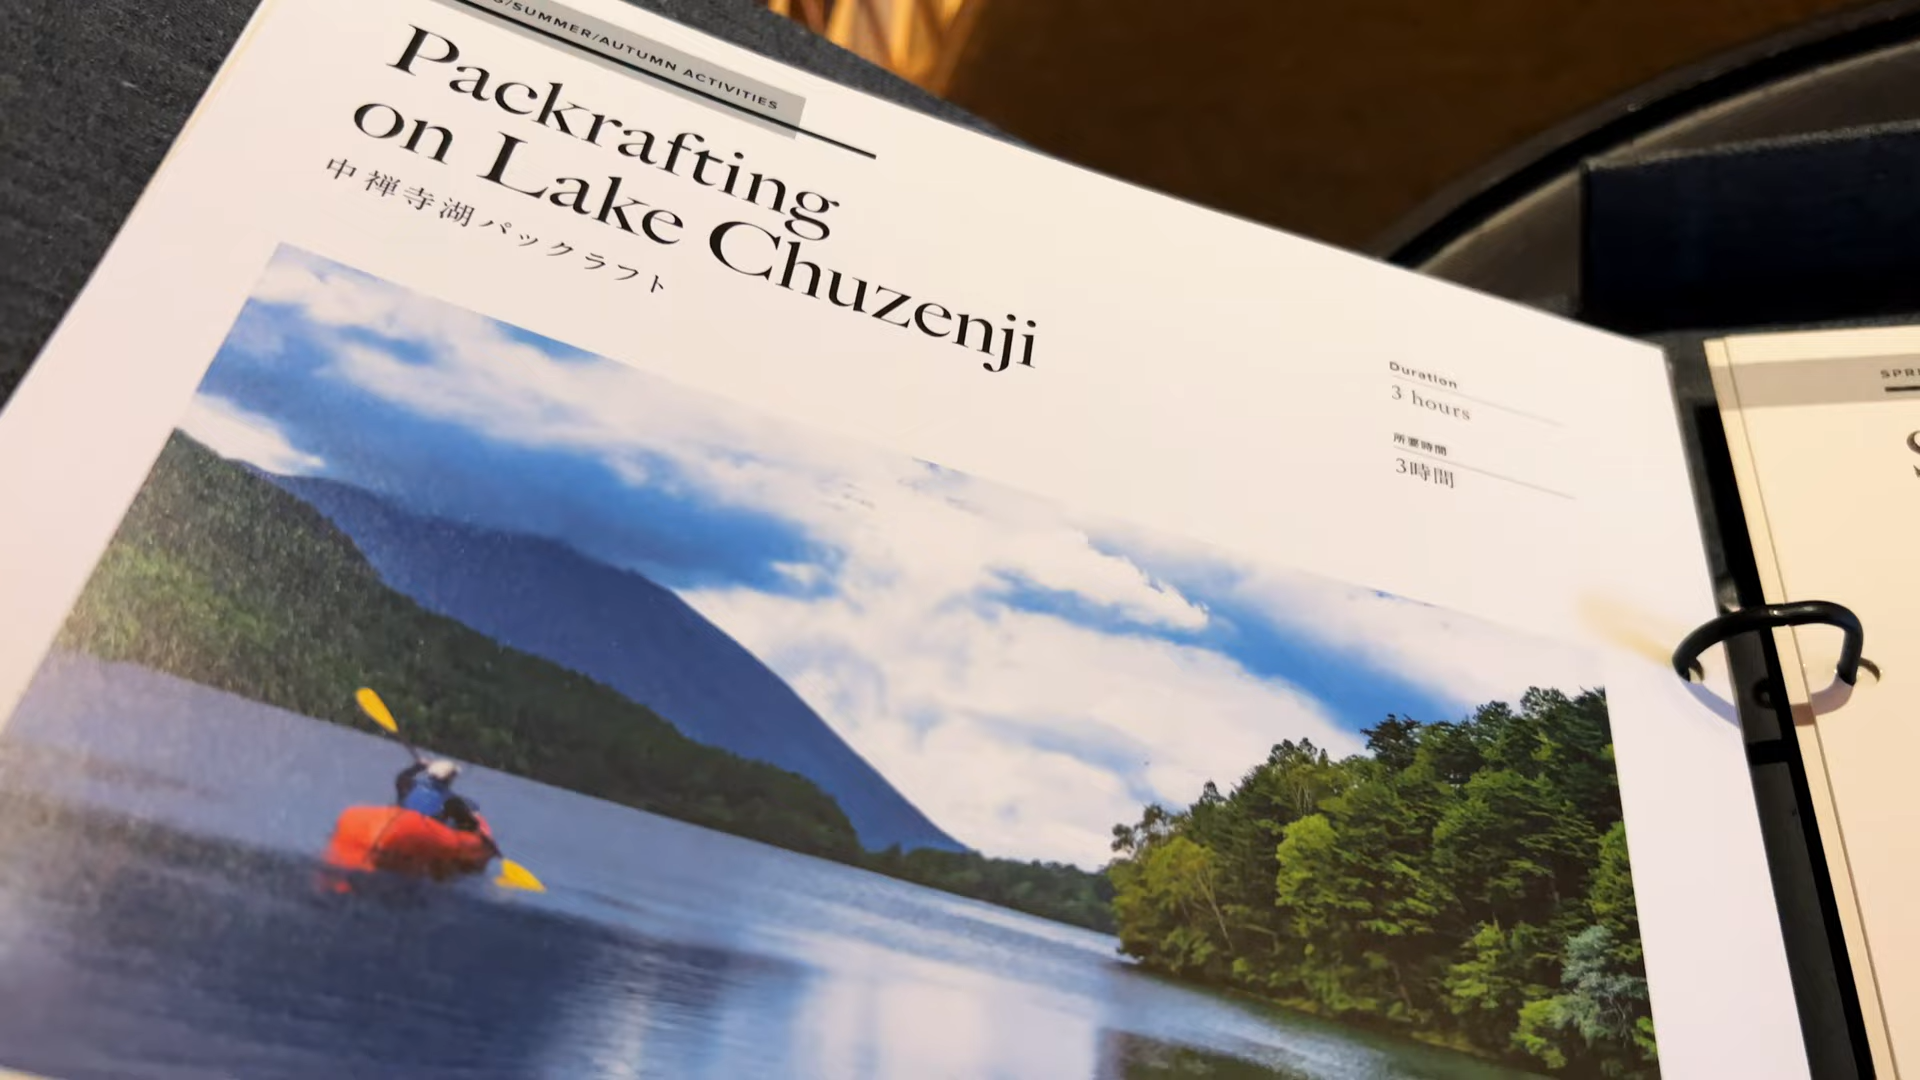 /SUMMER/AUTUMN ACTIVITIES
Packrafting
on Lake Chuzenji
中禅寺湖パックラフト
Duration
3 hours
所要時間
3時間
SPR